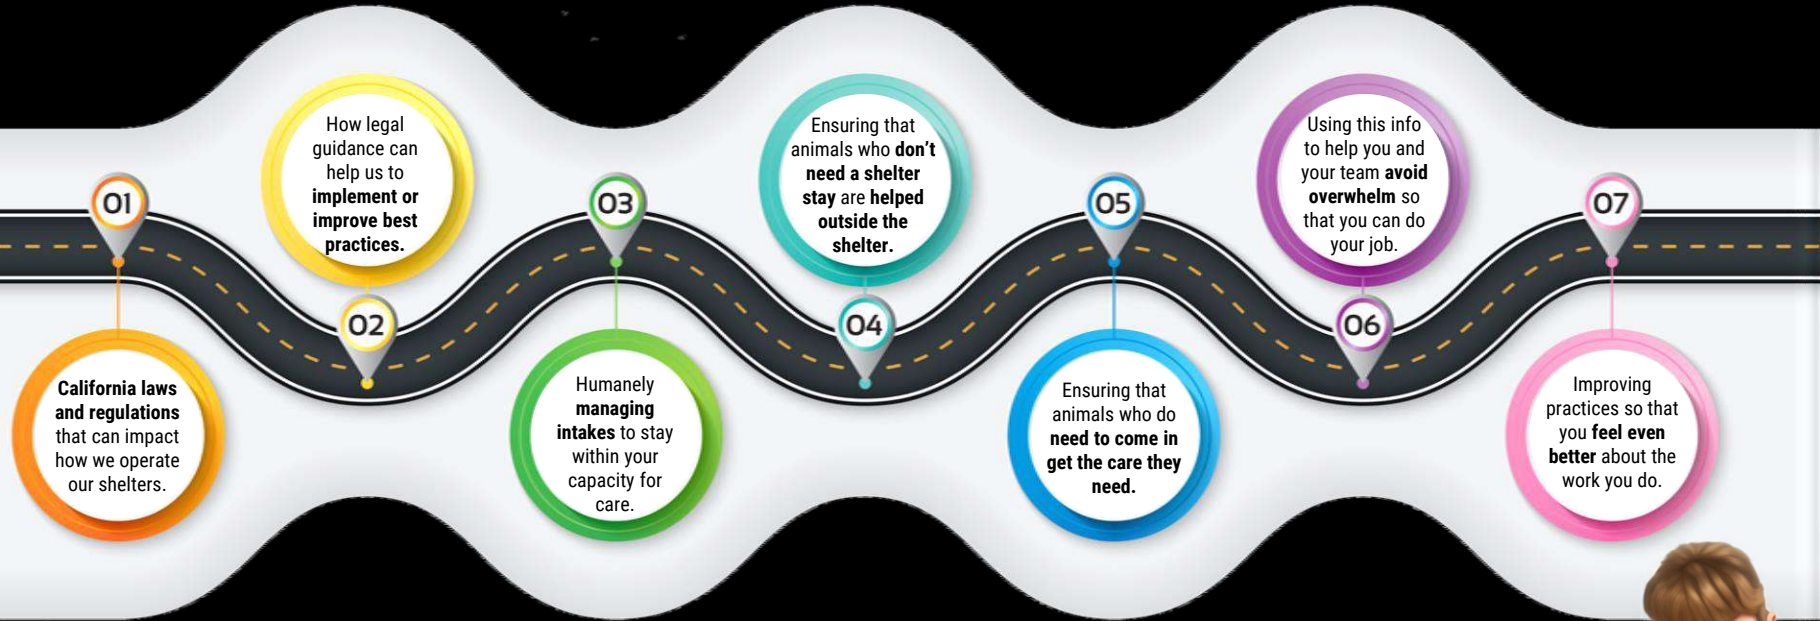 01
California laws
and regulations
that can impact
how we operate
our shelters.
02
How legal
guidance can
help us to
implement or
improve best
practices.
03
Humanely
managing
intakes to stay
within your
capacity for
care.
04
Ensuring that
animals who don’t
need a shelter
stay are helped
outside the
shelter.
05
Ensuring that
animals who do
need to come in
get the care they
need.
06
Using this info
to help you and
your team avoid
overwhelm so
that you can do
your job.
07
Improving
practices so that
you feel even
better about the
work you do.